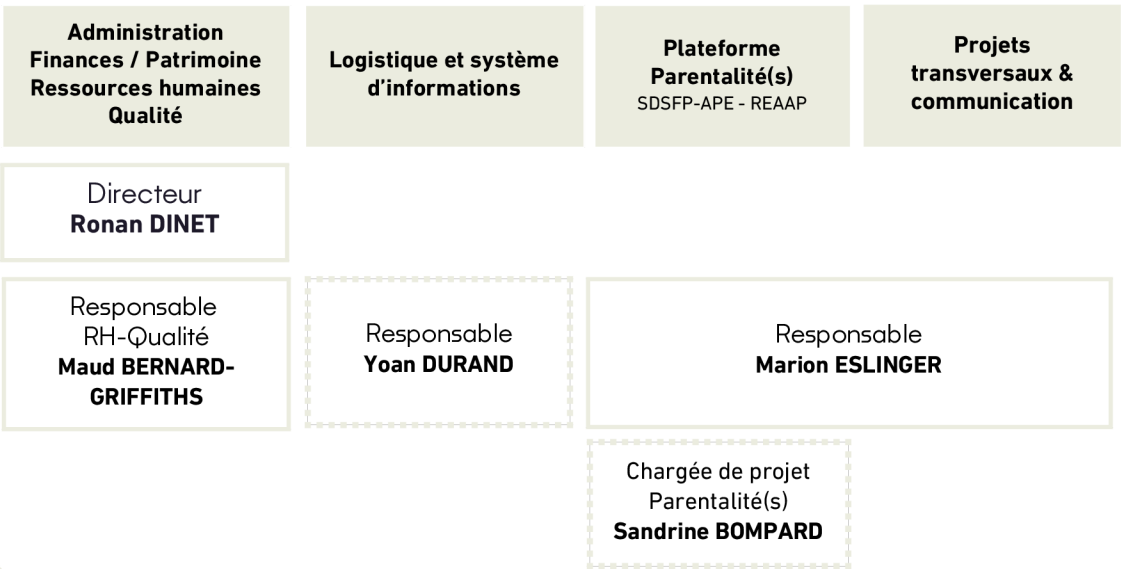 Administration
Finances / Patrimoine
Ressources humaines
Qualité
Logistique et système
d'informations
Plateforme
Parentalité(s)
SDSFP-APE - REAAP
Projets
transversaux &
communication
Directeur
Ronan DINET
Responsable
RH-Qualité
Maud BERNARD-
GRIFFITHS
Responsable
Yoan DURAND
Responsable
Marion ESLINGER
Chargée de projet
Parentalité(s)
Sandrine BOMPARD